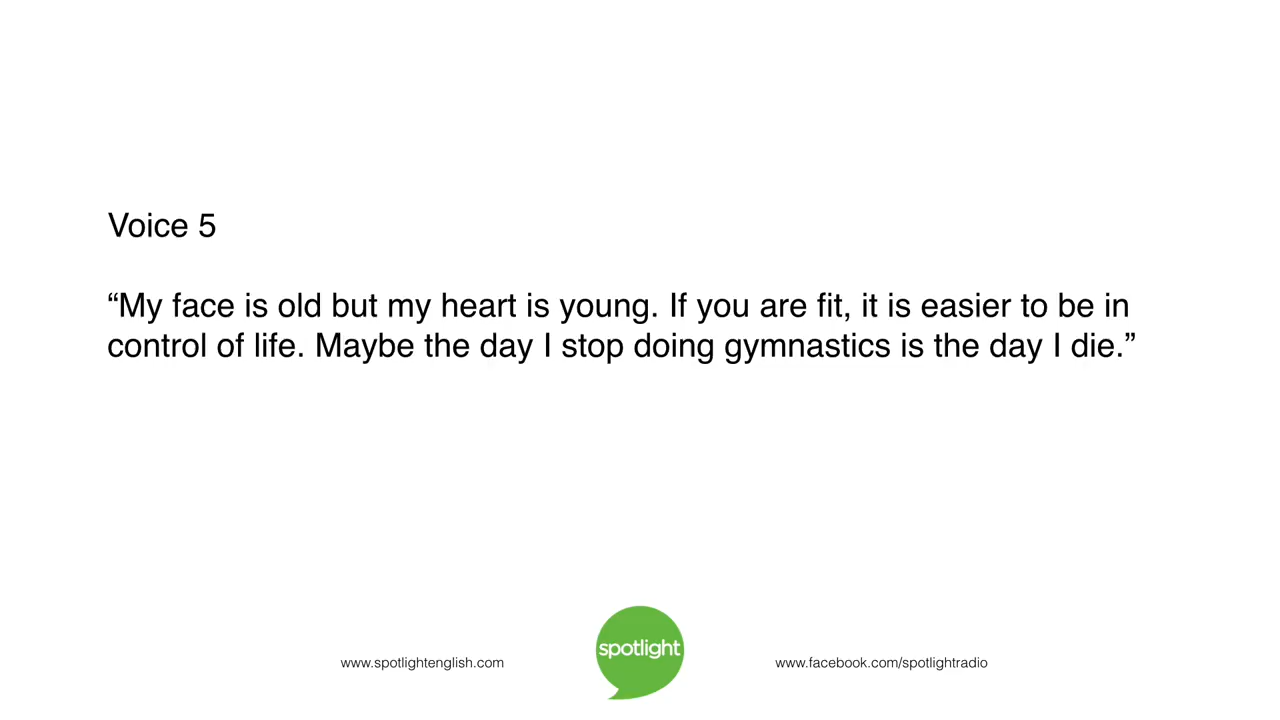 Voice 5
“My face is old but my heart is young. If you are fit, it is easier to be in
control of life. Maybe the day I stop doing gymnastics is the day I die.”
spotlight
www.spotlightenglish.com
www.facebook.com/spotlightradio